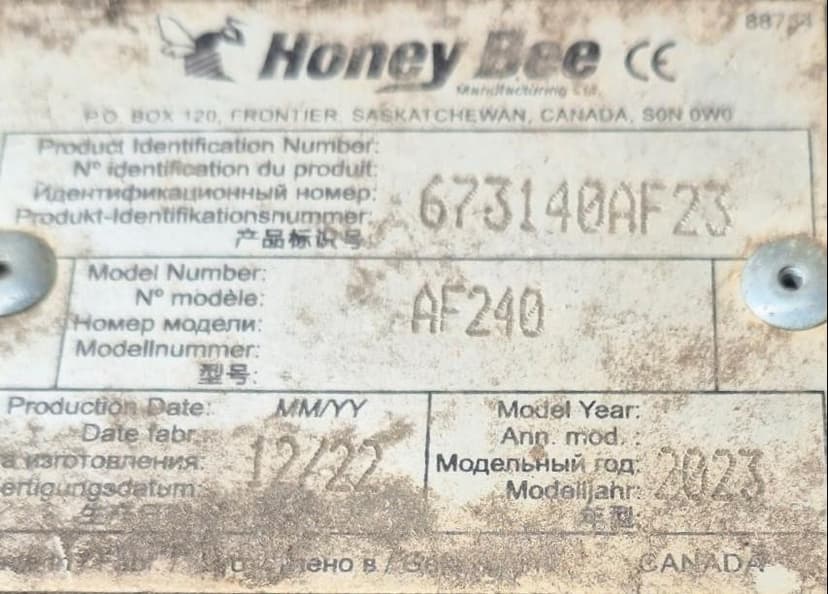 Honey Bee CE
Manufacturing Ltd.
P.O. BOX 120, FRONTIER, SASKATCHEWAN, CANADA, S0N 0W0
Product Identification Number:
Nº identification du produit:
Идентификационный номер:
Produkt-Identifikationsnummer:
产品标识号:
673140AF23
Model Number:
Nº modèle:
Номер модели:
Modellnummer:
型号:
AF240
Production Date: MM/YY
Date fabr.:
а изготовления:
ertigungsdatum:
12/22
Model Year:
Ann. mod. :
Модельный год:
Modelljahr:
年型:
2023
CANADA